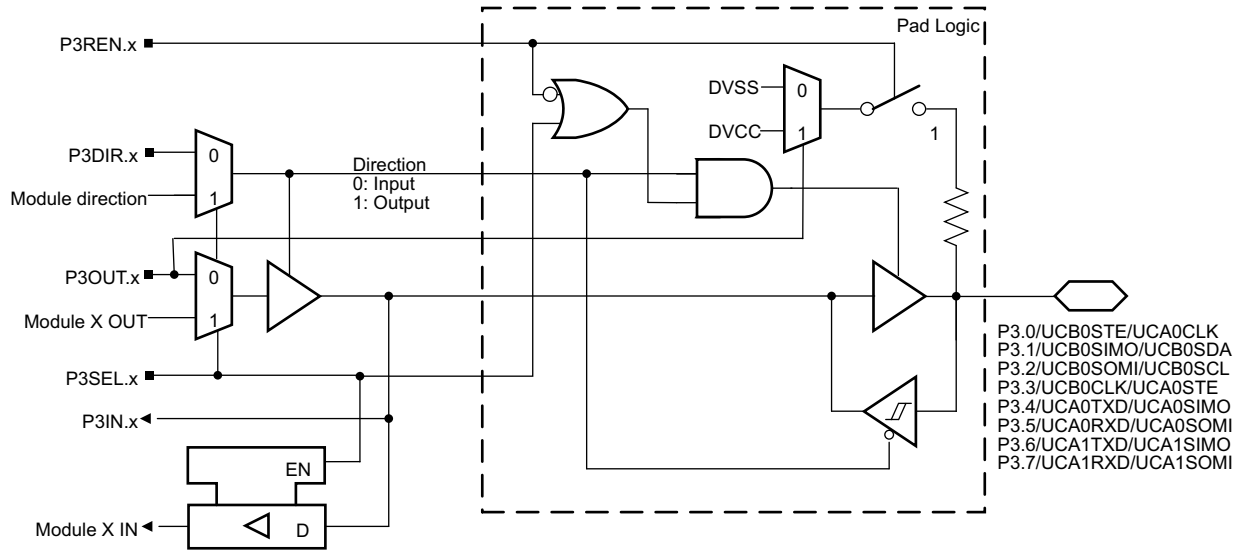 Pad Logic
P3REN.x
DVSS
0
DVCC
1
1
P3DIR.x
0
Module direction
1
Direction
0: Input
1: Output
P3OUT.x
0
Module X OUT
1
P3SEL.x
P3IN.x
EN
Module X IN
D
P3.0/UCB0STE/UCA0CLK
P3.1/UCB0SIMO/UCB0SDA
P3.2/UCB0SOMI/UCB0SCL
P3.3/UCB0CLK/UCA0STE
P3.4/UCA0TXD/UCA0SIMO
P3.5/UCA0RXD/UCA0SOMI
P3.6/UCA1TXD/UCA1SIMO
P3.7/UCA1RXD/UCA1SOMI